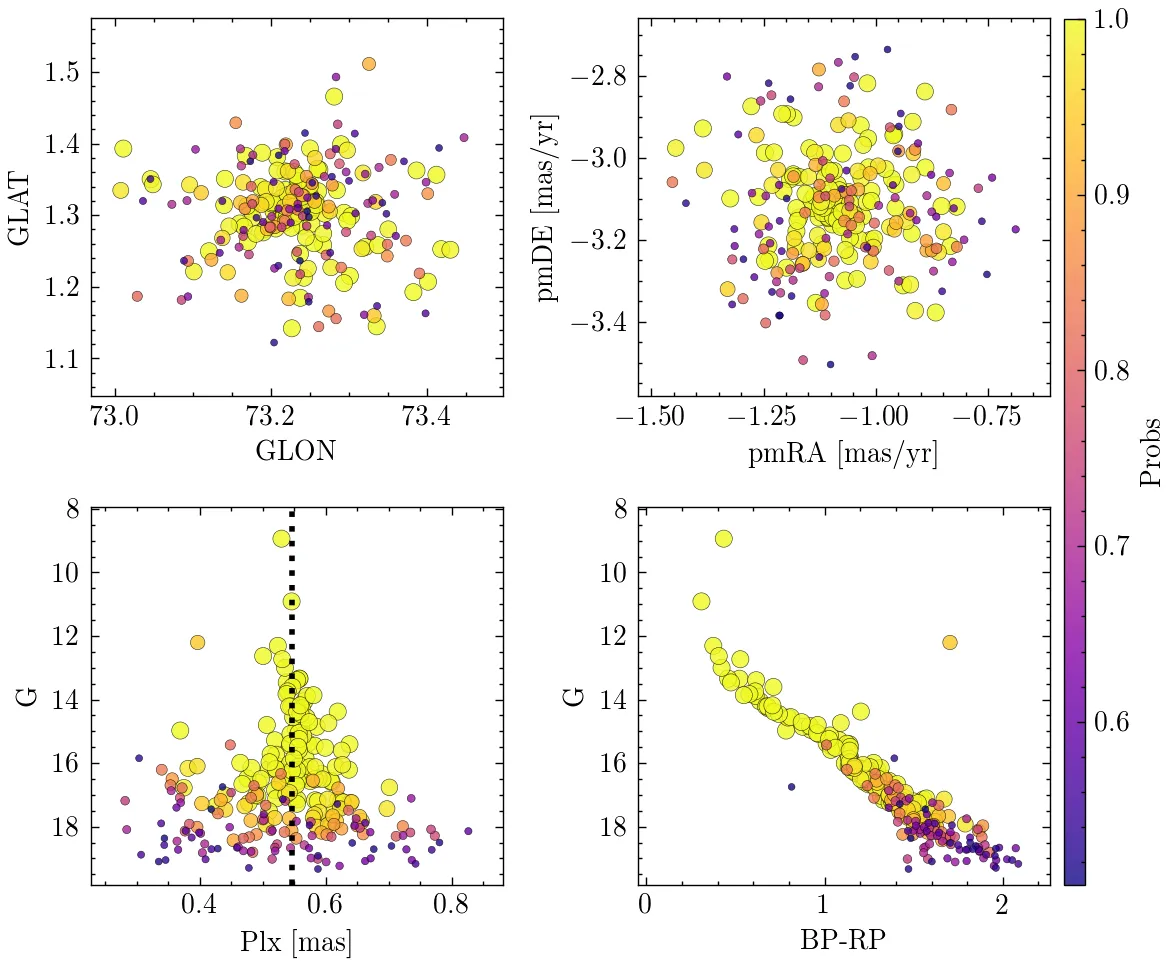 1.5
1.4
1.3
1.2
1.1
GLAT
73.0 73.2 73.4
GLON
−2.8
−3.0
−3.2
−3.4
pmDE [mas/yr]
−1.50 −1.25 −1.00 −0.75
pmRA [mas/yr]
8
10
12
14
16
18
G
0.4 0.6 0.8
Plx [mas]
8
10
12
14
16
18
G
0 1 2
BP-RP
1.0
0.9
0.8
0.7
0.6
Probs